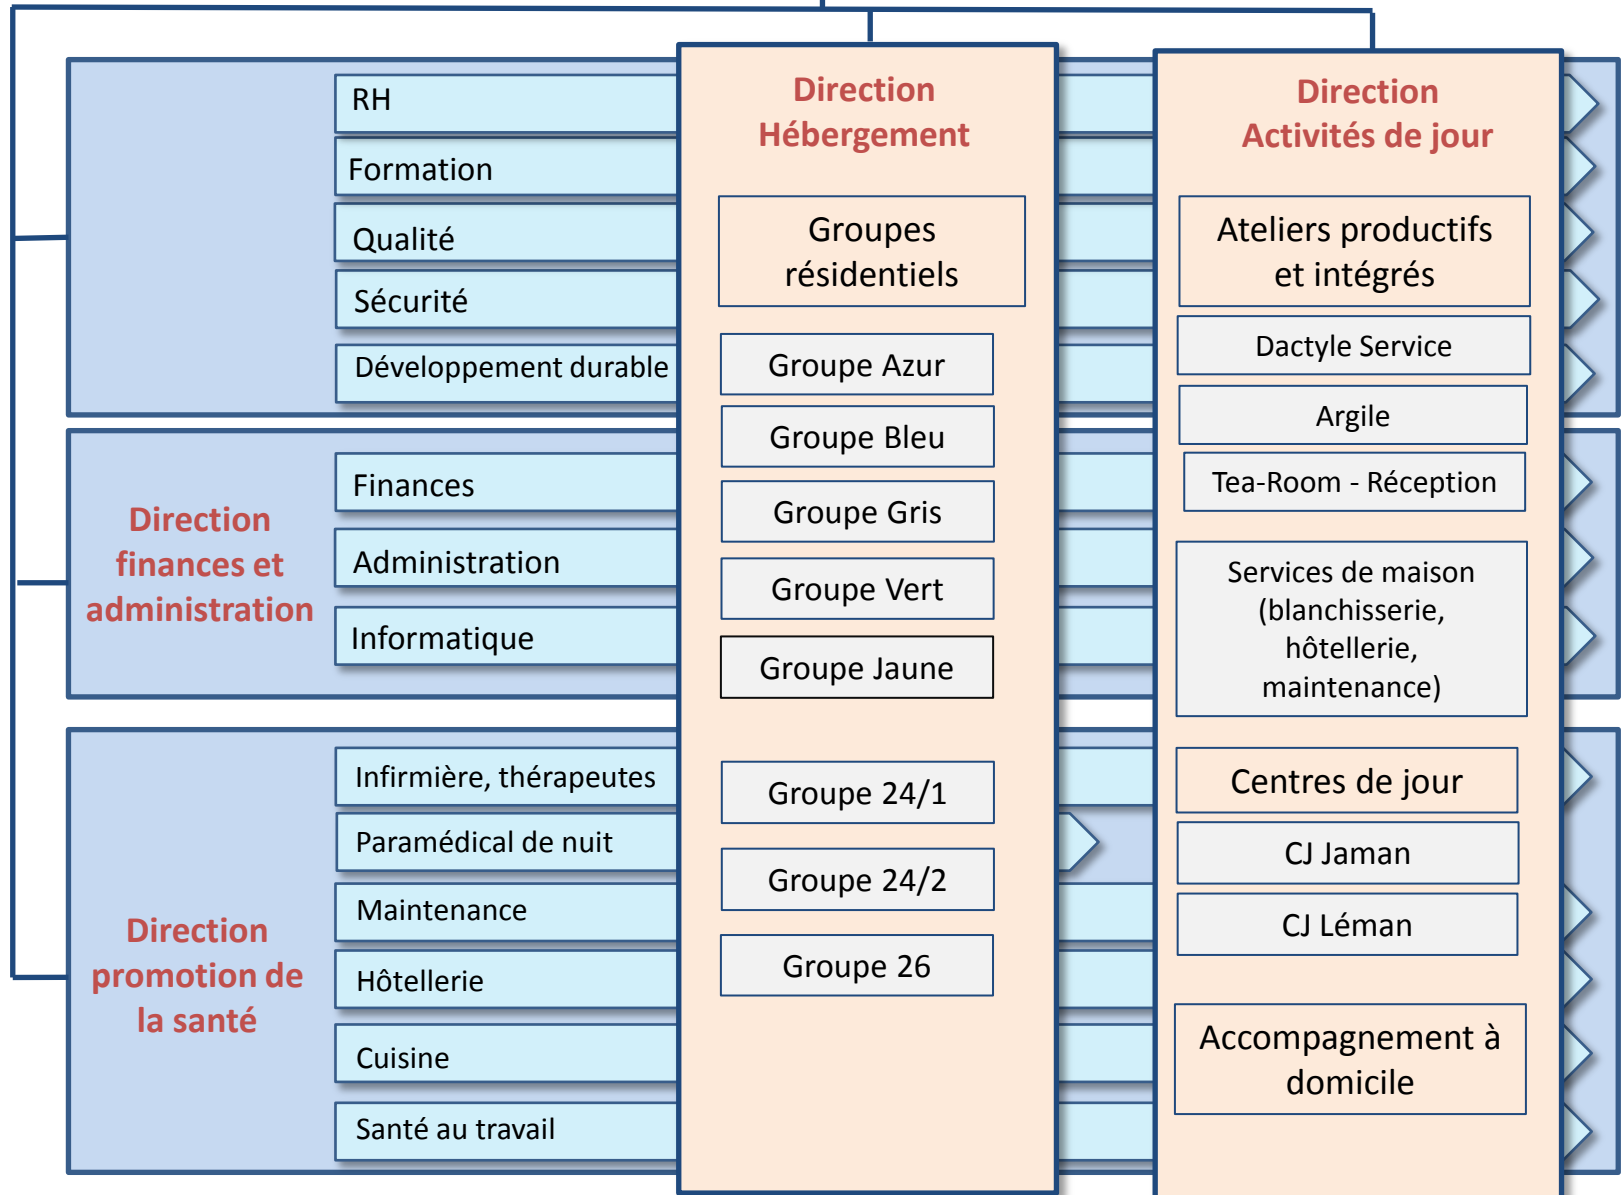 RH
Formation
Qualité
Sécurité
Développement durable
Direction
finances et
administration
Finances
Administration
Informatique
Direction
promotion de
la santé
Infirmière, thérapeutes
Paramédical de nuit
Maintenance
Hôtellerie
Cuisine
Santé au travail
Direction
Hébergement
Groupes
résidentiels
Groupe Azur
Groupe Bleu
Groupe Gris
Groupe Vert
Groupe Jaune
Groupe 24/1
Groupe 24/2
Groupe 26
Direction
Activités de jour
Ateliers productifs
et intégrés
Dactyle Service
Argile
Tea-Room - Réception
Services de maison
(blanchisserie,
hôtellerie,
maintenance)
Centres de jour
CJ Jaman
CJ Léman
Accompagnement à
domicile